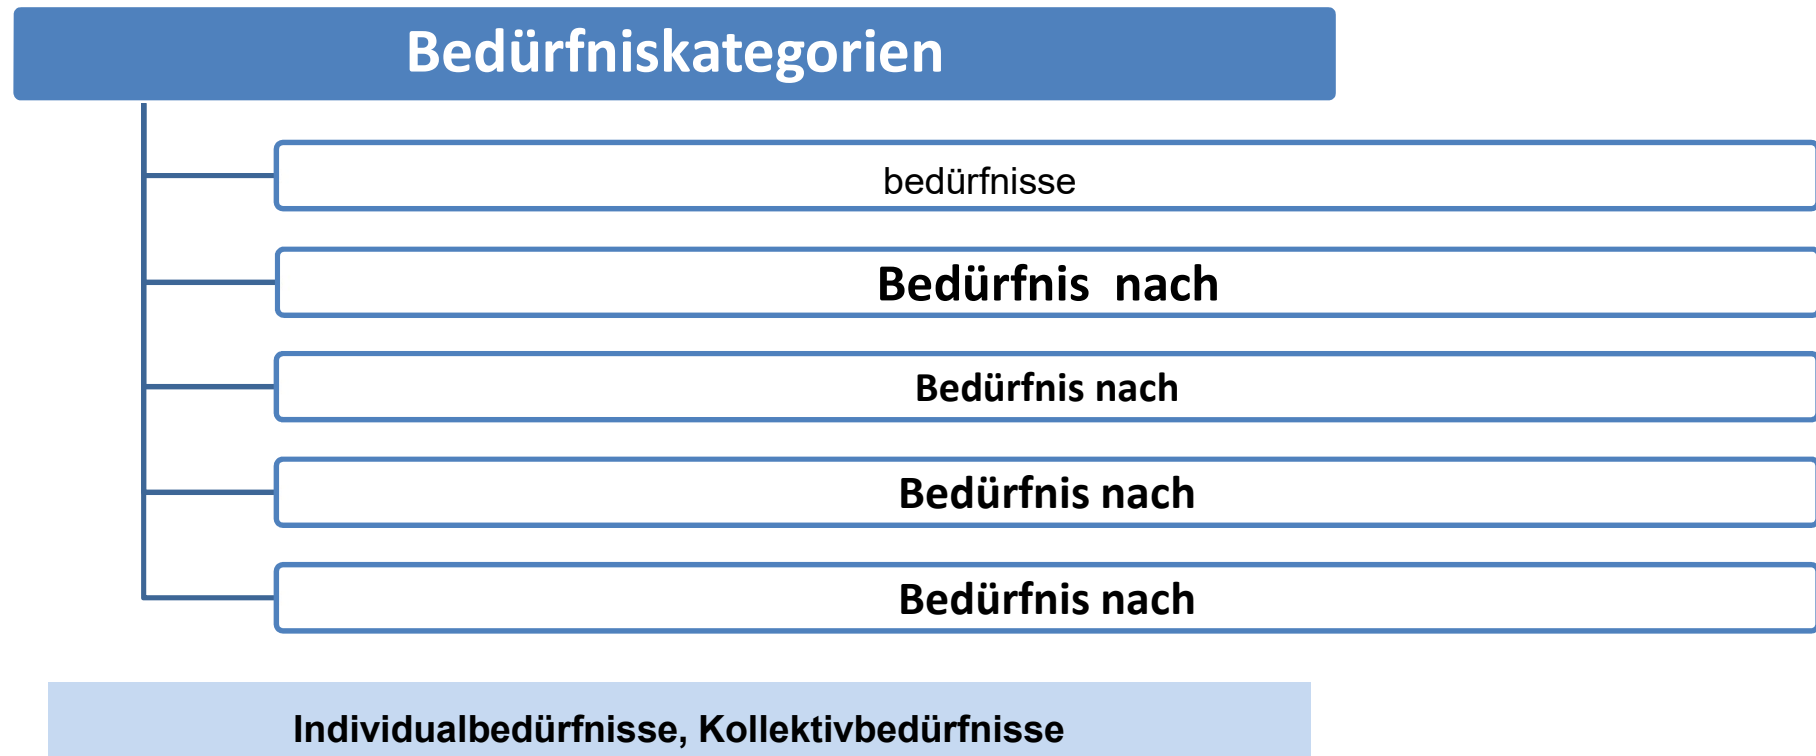 Bedürfniskategorien
bedürfnisse
Bedürfnis nach
Bedürfnis nach
Bedürfnis nach
Bedürfnis nach
Individualbedürfnisse, Kollektivbedürfnisse